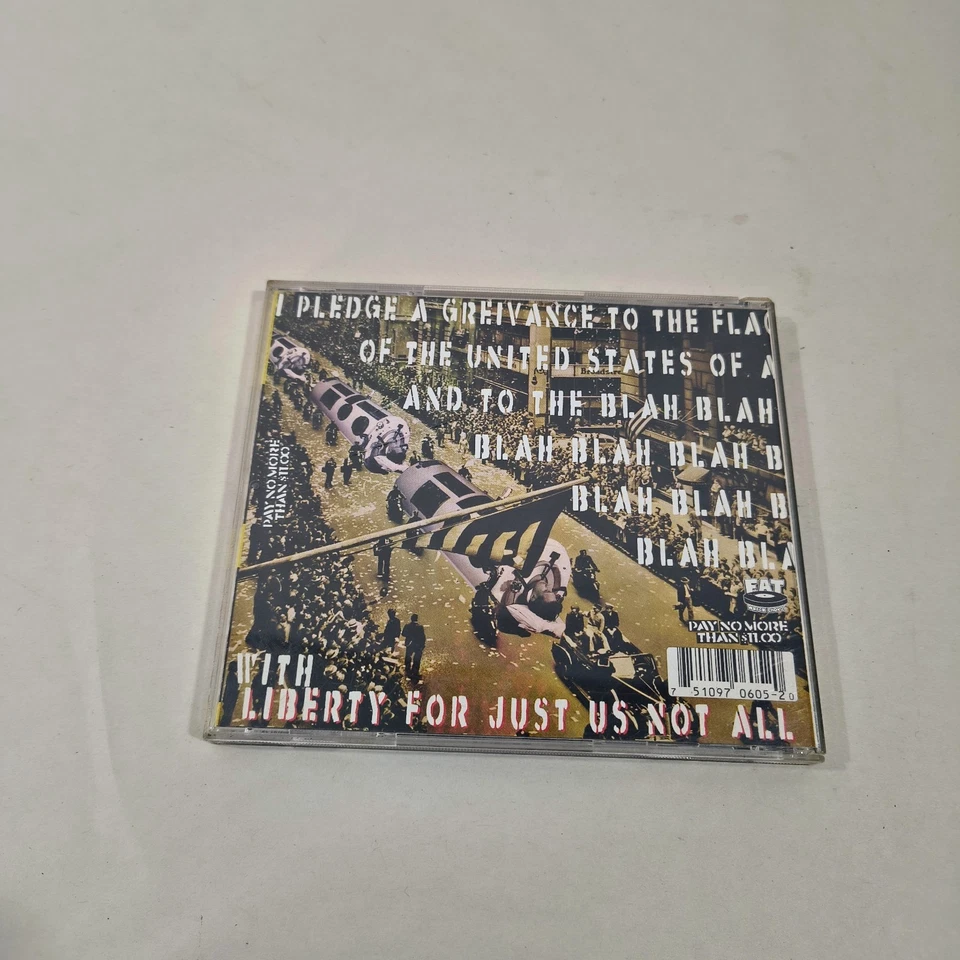 I PLEDGE A GREIVANCE TO THE FLAG
OF THE UNITED STATES OF A
AND TO THE BLAH BLAH
BLAH BLAH BLAH B
BLAH BLAH B
BLAH BLA
PAY NO MORE
THAN $11.00
FAT
PAY NO MORE
THAN $11.00
7 51097 0605-2 0
WITH
LIBERTY FOR JUST US NOT ALL